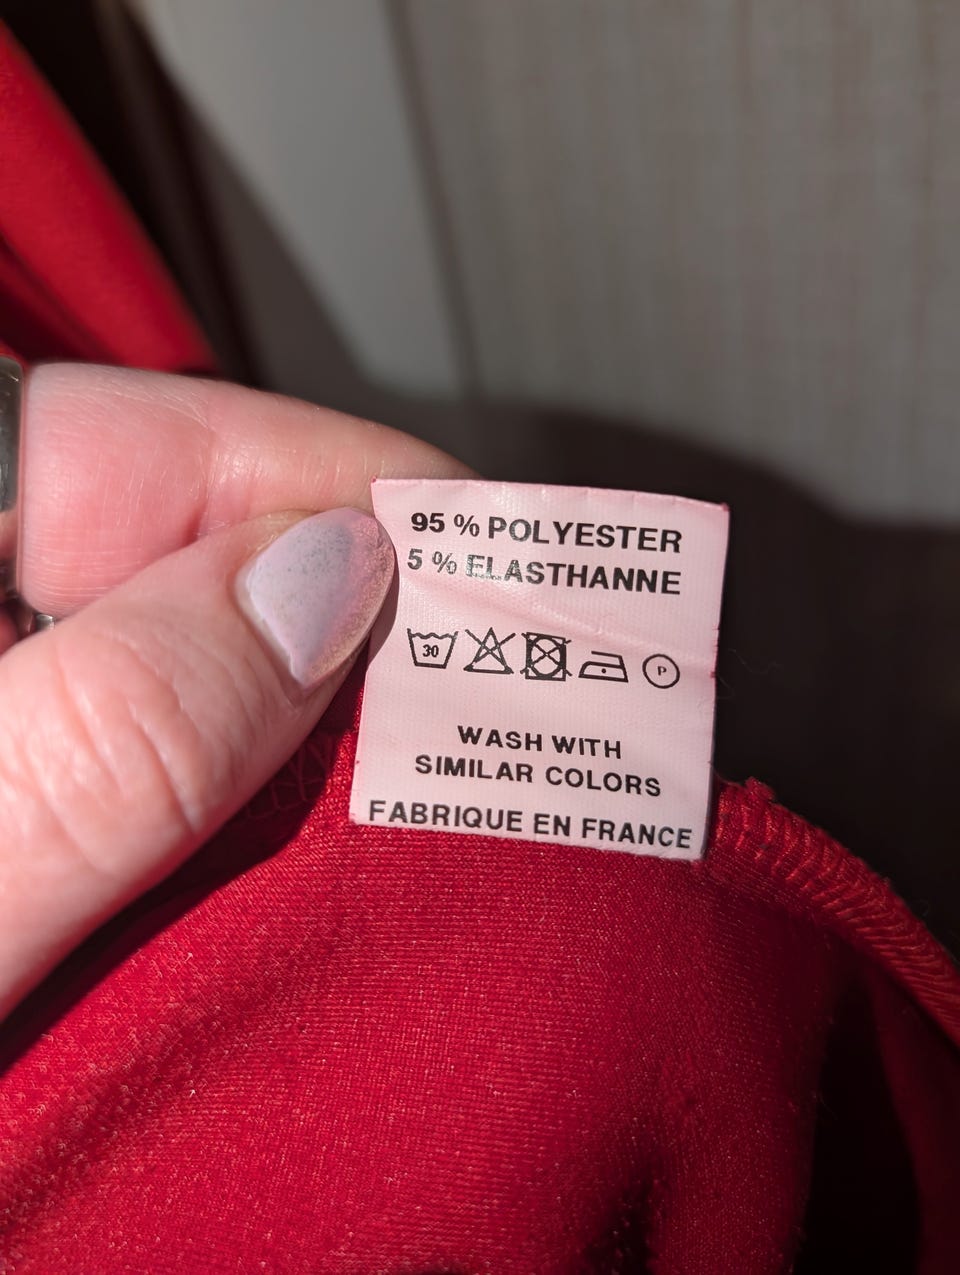 95 % POLYESTER
5 % ELASTHANNE
30 P
WASH WITH
SIMILAR COLORS
FABRIQUE EN FRANCE